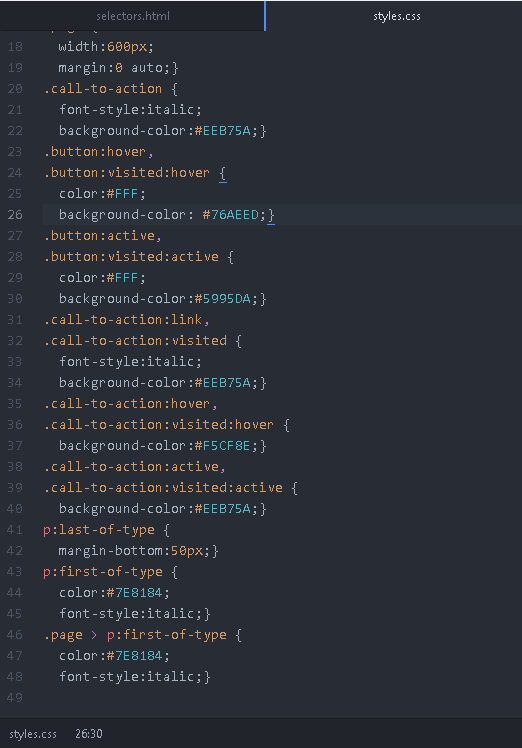 selectors.html styles.css
18 width:600px;
19 margin:0 auto;}
20 .call-to-action {
21 font-style:italic;
22 background-color:#EEB75A;}
23 .button:hover,
24 .button:visited:hover {
25 color:#FFF;
26 background-color: #76AEED;}
27 .button:active,
28 .button:visited:active {
29 color:#FFF;
30 background-color:#5995DA;}
31 .call-to-action:link,
32 .call-to-action:visited {
33 font-style:italic;
34 background-color:#EEB75A;}
35 .call-to-action:hover,
36 .call-to-action:visited:hover {
37 background-color:#F5CF8E;}
38 .call-to-action:active,
39 .call-to-action:visited:active {
40 background-color:#EEB75A;}
41 p:last-of-type {
42 margin-bottom:50px;}
43 p:first-of-type {
44 color:#7E8184;
45 font-style:italic;}
46 .page > p:first-of-type {
47 color:#7E8184;
48 font-style:italic;}
49
styles.css 26:30